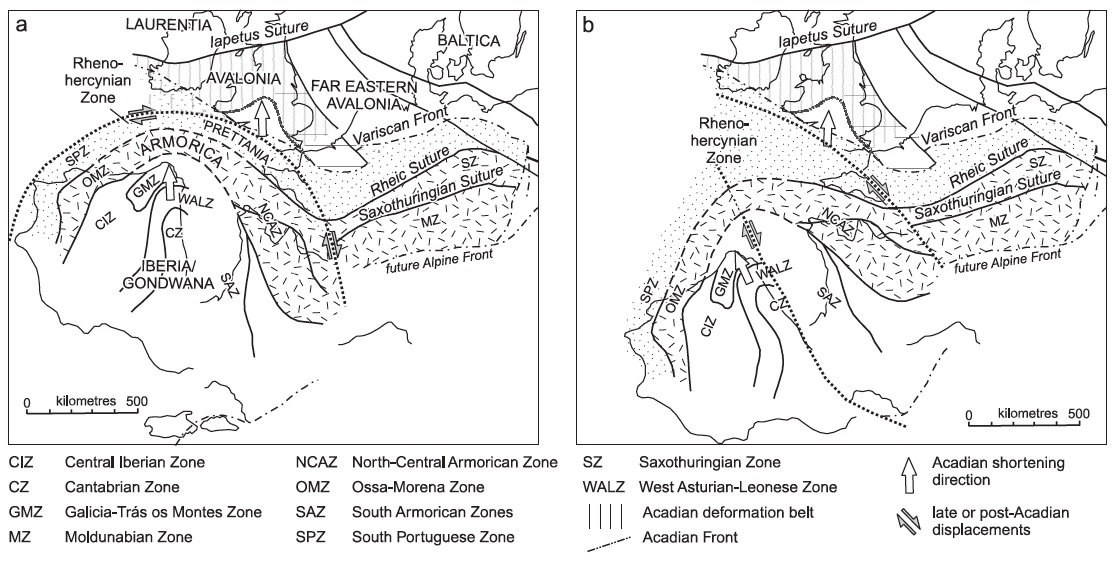 a
LAURENTIA
Iapetus Suture
BALTICA
Rheno-
hercynian
Zone
AVALONIA
FAR EASTERN
AVALONIA
Variscan Front
'PRETTANIA'
ARMORICA
SPZ
OMZ
GMZ
WALZ
CIZ
CZ
NCAZ
SAZ
Rheic Suture
SZ
Saxothuringian Suture
MZ
IBERIA/
GONDWANA
future Alpine Front
0 kilometres 500
b
Iapetus Suture
Variscan Front
Rheno-
hercynian
Zone
Rheic Suture
SZ
Saxothuringian Suture
NCAZ
MZ
future Alpine Front
SPZ
OMZ
GMZ
WALZ
CIZ
CZ
SAZ
0 kilometres 500
CIZ Central Iberian Zone
CZ Cantabrian Zone
GMZ Galicia-Trás os Montes Zone
MZ Moldunabian Zone
NCAZ North-Central Armorican Zone
OMZ Ossa-Morena Zone
SAZ South Armorican Zones
SPZ South Portuguese Zone
SZ Saxothuringian Zone
WALZ West Asturian-Leonese Zone
Acadian deformation belt
Acadian Front
Acadian shortening
direction
late or post-Acadian
displacements